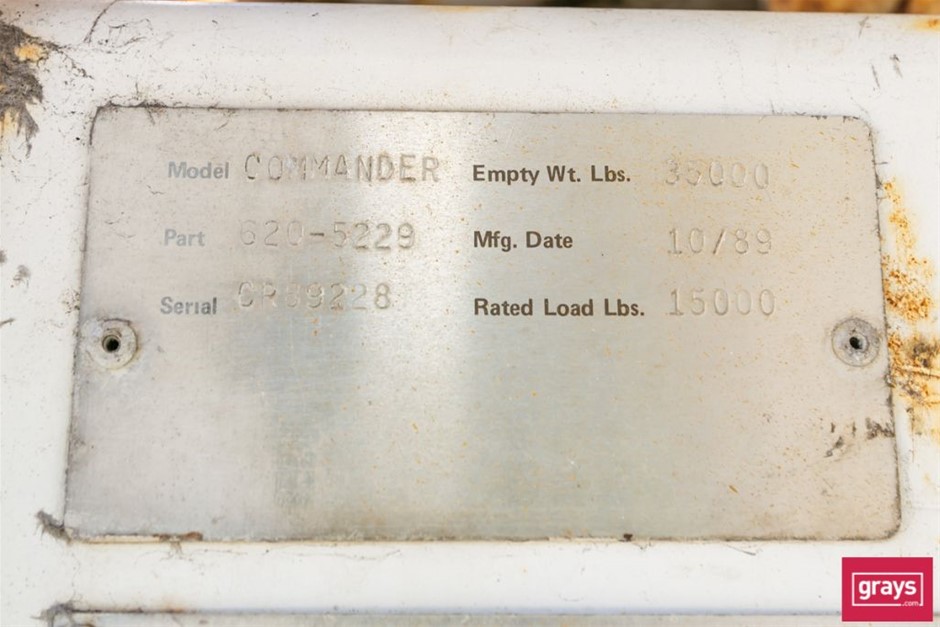 Model COMMANDER Empty Wt. Lbs. 35000
Part 620-5229 Mfg. Date 10/89
Serial Rated Load Lbs. 15000
grays
.com